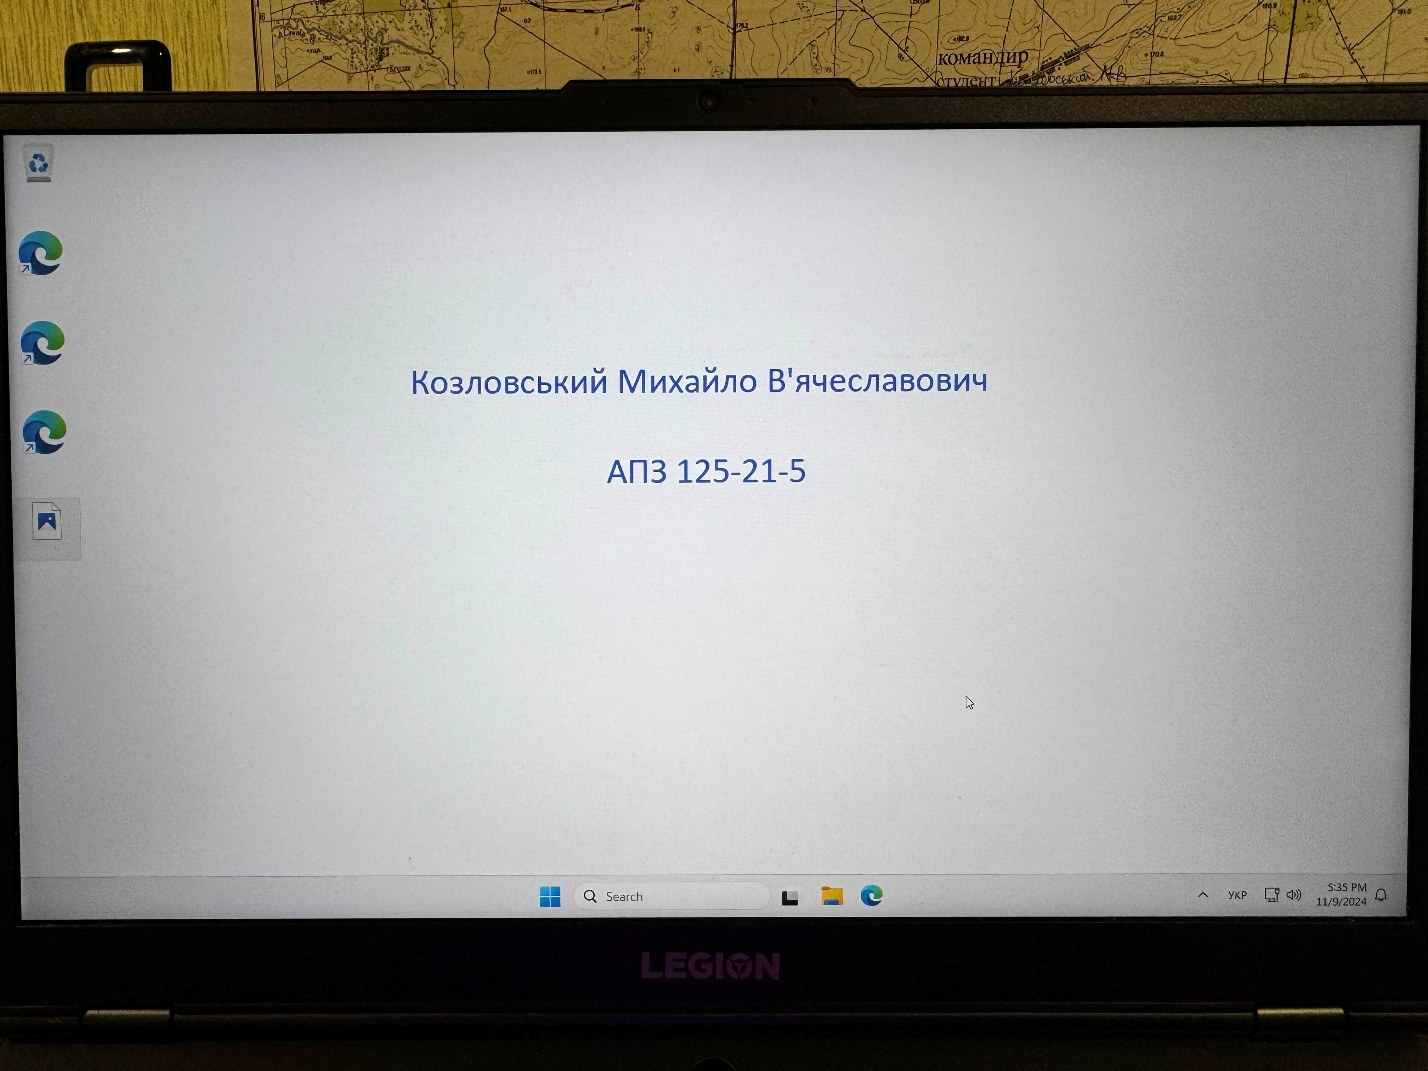 командир
студент
Козловський Михайло В'ячеславович
АПЗ 125-21-5
Search
УКР
5:35 PM
11/9/2024
LEGION